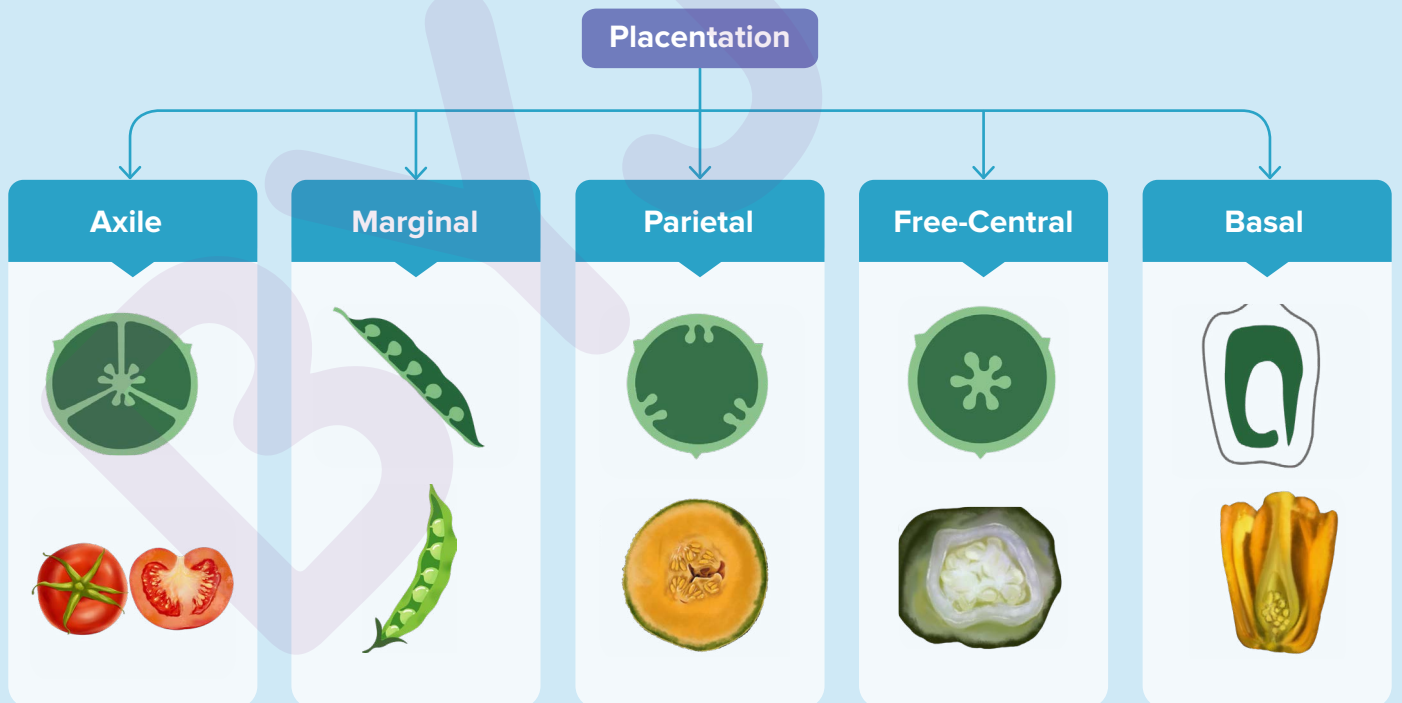 Placentation
Axile
Marginal
Parietal
Free-Central
Basal